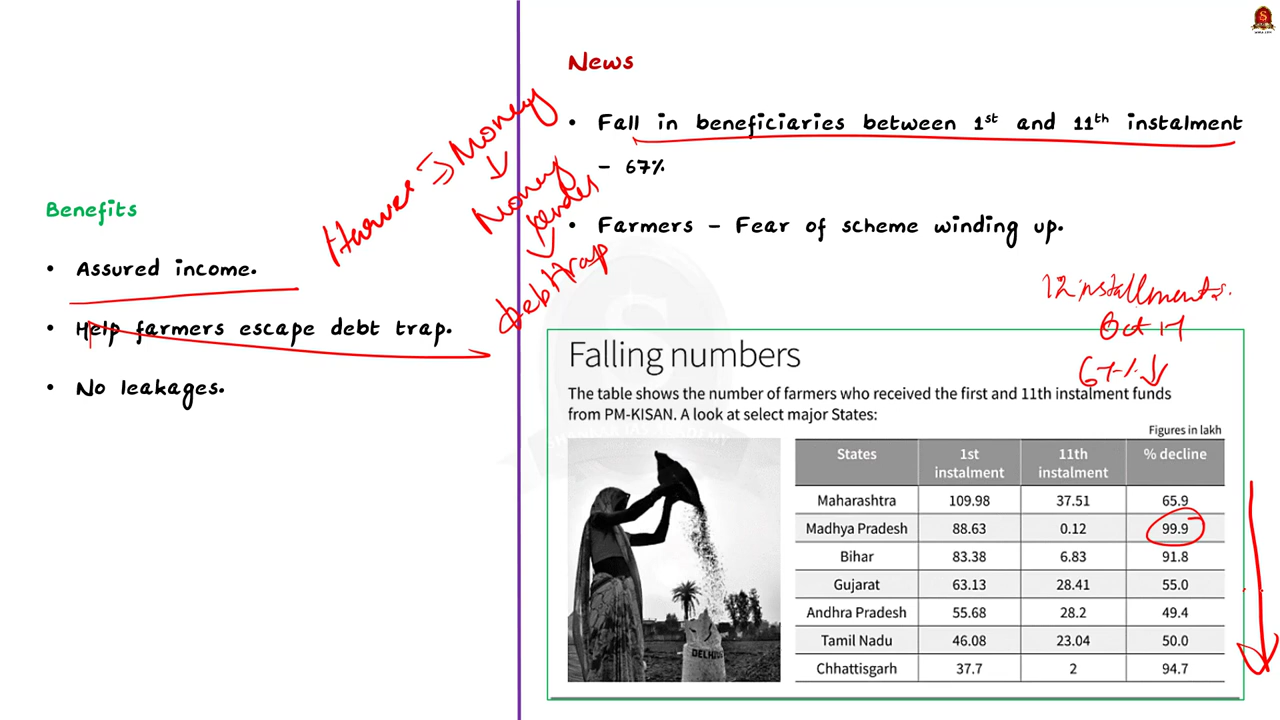 Benefits
• Assured income.
• Help farmers escape debt trap.
• No leakages.
Money
Money
lender
Debt trap
News
• Fall in beneficiaries between 1st and 11th instalment
- 67%
• Farmers - Fear of scheme winding up.
12 installments.
Oct 17
67% ↓
Falling numbers
The table shows the number of farmers who received the first and 11th instalment funds
from PM-KISAN. A look at select major States:
Figures in lakh
States 1st instalment 11th instalment % decline
Maharashtra 109.98 37.51 65.9
Madhya Pradesh 88.63 0.12 99.9
Bihar 83.38 6.83 91.8
Gujarat 63.13 28.41 55.0
Andhra Pradesh 55.68 28.2 49.4
Tamil Nadu 46.08 23.04 50.0
Chhattisgarh 37.7 2 94.7